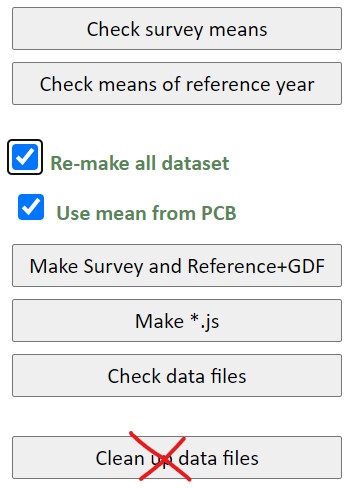 Check survey means
Check means of reference year
Re-make all dataset
Use mean from PCB
Make Survey and Reference+GDF
Make *.js
Check data files
Clean up data files